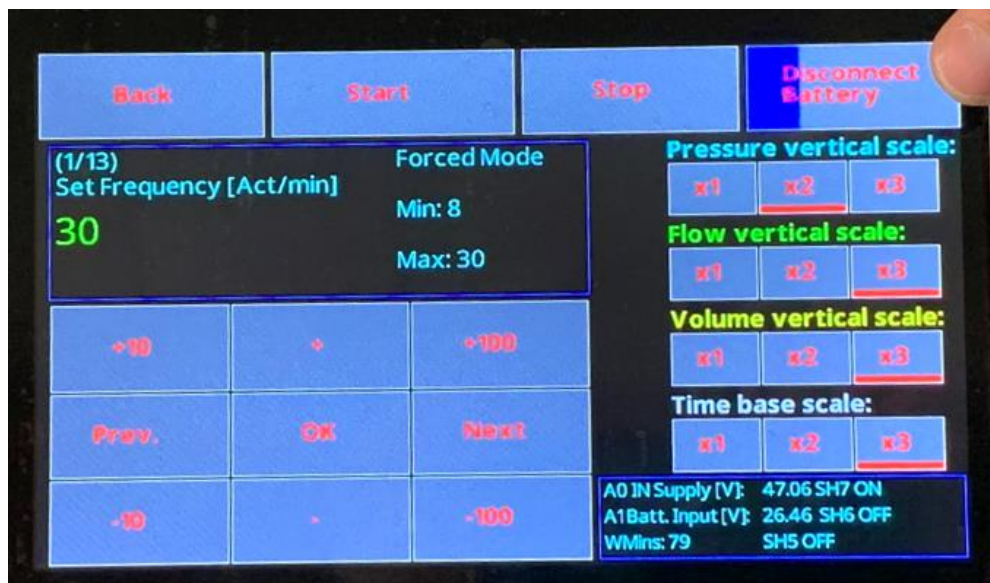 Back
Start
Stop
Disconnect
Battery
(1/13)
Set Frequency [Act/min]
30
Forced Mode
Min: 8
Max: 30
+10
+
+100
Prev.
OK
Next
-10
-
-100
Pressure vertical scale:
x1
x2
x3
Flow vertical scale:
x1
x2
x3
Volume vertical scale:
x1
x2
x3
Time base scale:
x1
x2
x3
A0 IN Supply [V]: 47.06 SH7 ON
A1Batt. Input [V]: 26.46 SH6 OFF
WMins: 79 SH5 OFF